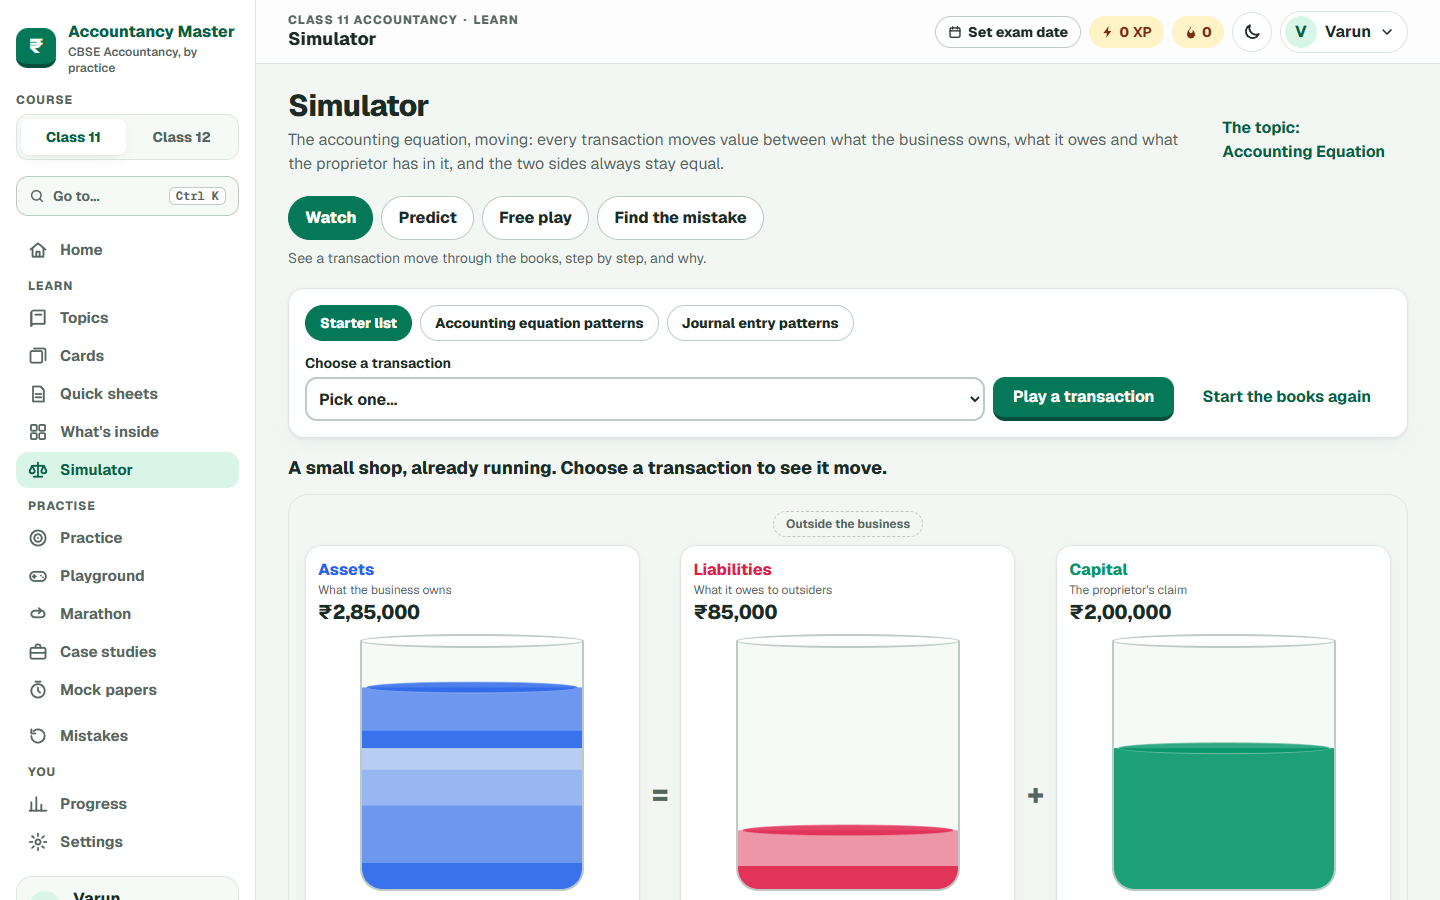 ₹
Accountancy Master
CBSE Accountancy, by
practice
COURSE
Class 11
Class 12
Go to...
Ctrl K
Home
LEARN
Topics
Cards
Quick sheets
What's inside
Simulator
PRACTISE
Practice
Playground
Marathon
Case studies
Mock papers
Mistakes
YOU
Progress
Settings
Varun
CLASS 11 ACCOUNTANCY · LEARN
Simulator
Set exam date
0 XP
0
V
Varun
Simulator
The accounting equation, moving: every transaction moves value between what the business owns, what it owes and what
the proprietor has in it, and the two sides always stay equal.
The topic:
Accounting Equation
Watch
Predict
Free play
Find the mistake
See a transaction move through the books, step by step, and why.
Starter list
Accounting equation patterns
Journal entry patterns
Choose a transaction
Pick one...
Play a transaction
Start the books again
A small shop, already running. Choose a transaction to see it move.
Outside the business
Assets
What the business owns
₹2,85,000
=
Liabilities
What it owes to outsiders
₹85,000
+
Capital
The proprietor's claim
₹2,00,000